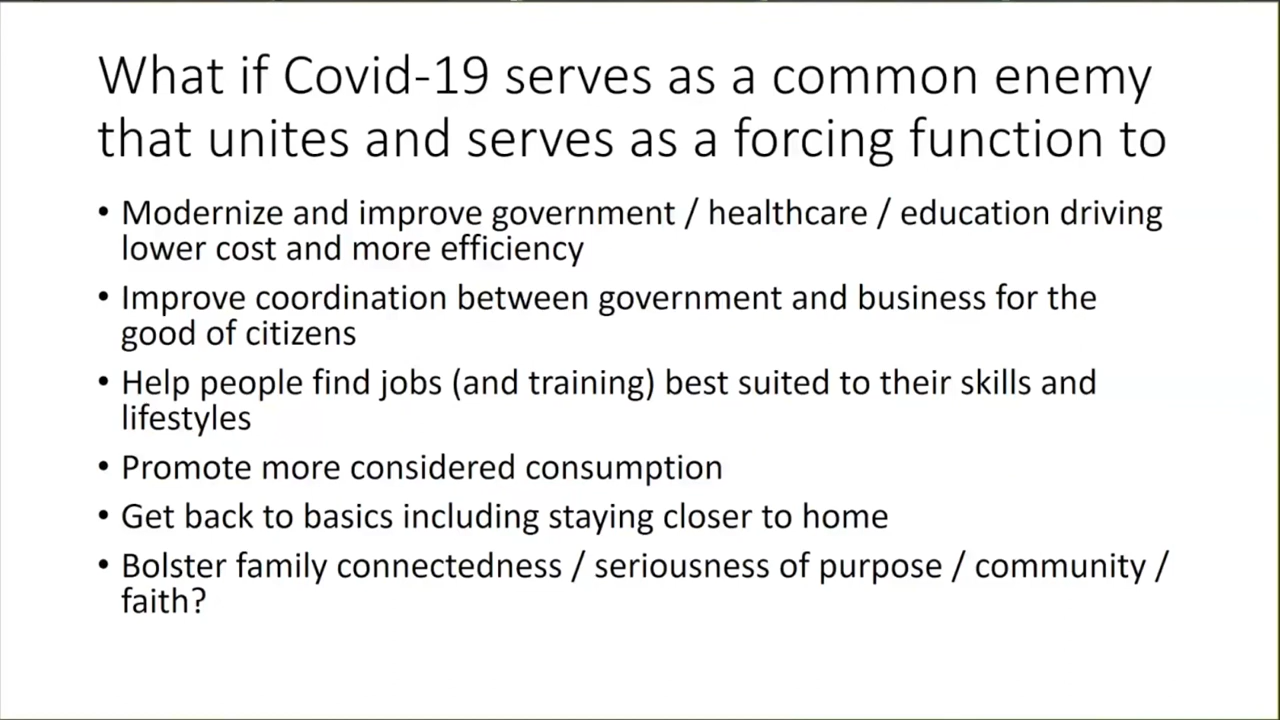 What if Covid-19 serves as a common enemy
that unites and serves as a forcing function to
• Modernize and improve government / healthcare / education driving
lower cost and more efficiency
• Improve coordination between government and business for the
good of citizens
• Help people find jobs (and training) best suited to their skills and
lifestyles
• Promote more considered consumption
• Get back to basics including staying closer to home
• Bolster family connectedness / seriousness of purpose / community /
faith?